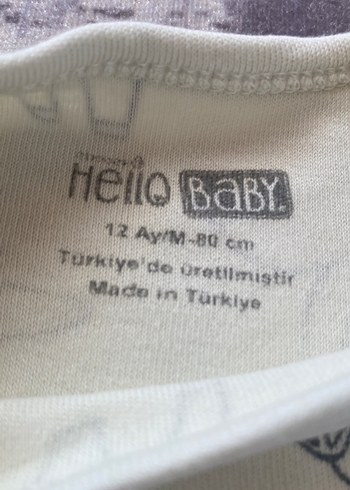 Hello BABY
12 Ay/M-80 cm
Türkiye'de üretilmiştir
Made in Türkiye